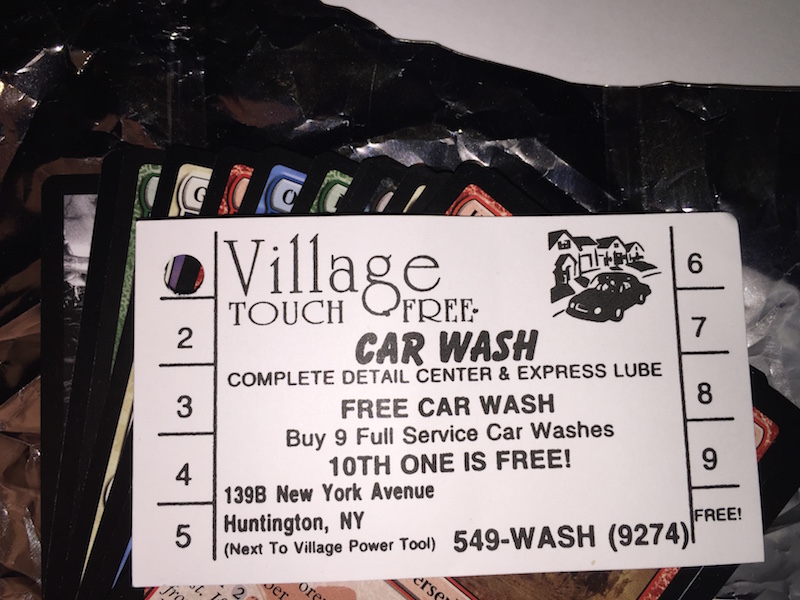 G
O
Village
TOUCH FREE
CAR WASH
COMPLETE DETAIL CENTER & EXPRESS LUBE
FREE CAR WASH
Buy 9 Full Service Car Washes
10TH ONE IS FREE!
139B New York Avenue
Huntington, NY
(Next To Village Power Tool)
549-WASH (9274)
2
3
4
5
6
7
8
9
FREE!